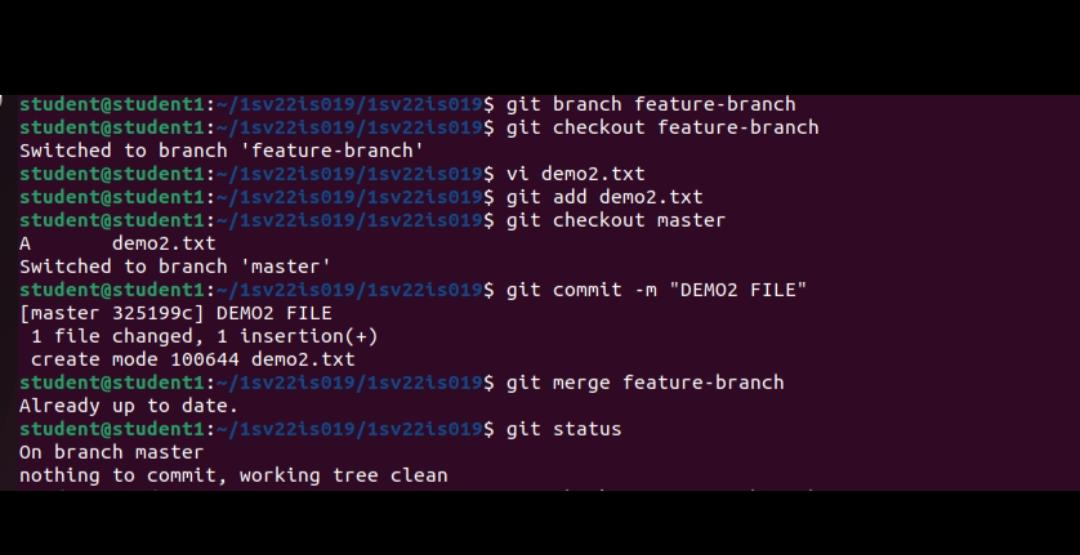 student@student1:~/1sv22is019/1sv22is019$ git branch feature-branch
student@student1:~/1sv22is019/1sv22is019$ git checkout feature-branch
Switched to branch 'feature-branch'
student@student1:~/1sv22is019/1sv22is019$ vi demo2.txt
student@student1:~/1sv22is019/1sv22is019$ git add demo2.txt
student@student1:~/1sv22is019/1sv22is019$ git checkout master
A       demo2.txt
Switched to branch 'master'
student@student1:~/1sv22is019/1sv22is019$ git commit -m "DEMO2 FILE"
[master 325199c] DEMO2 FILE
 1 file changed, 1 insertion(+)
 create mode 100644 demo2.txt
student@student1:~/1sv22is019/1sv22is019$ git merge feature-branch
Already up to date.
student@student1:~/1sv22is019/1sv22is019$ git status
On branch master
nothing to commit, working tree clean